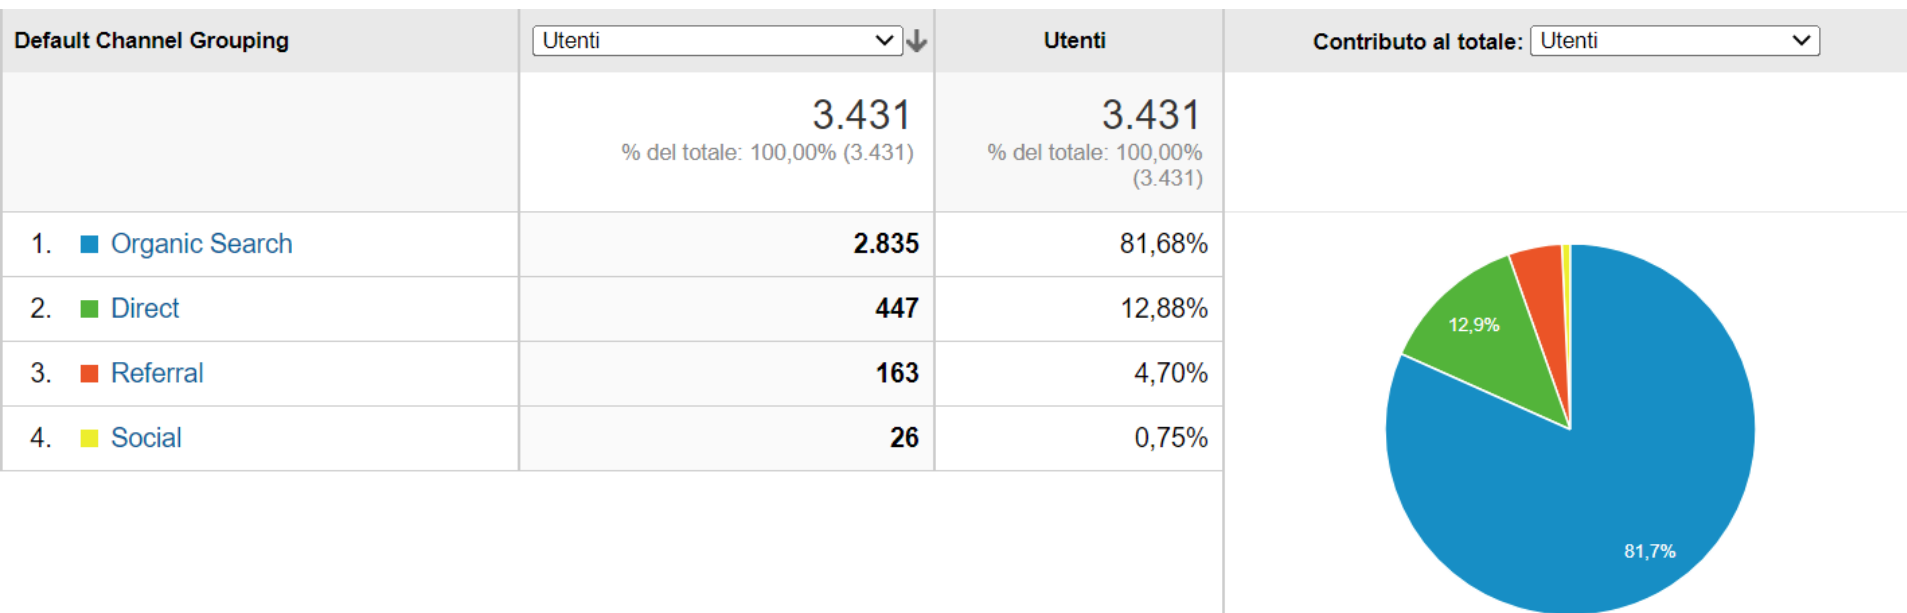 Default Channel Grouping Utenti Utenti Contributo al totale: Utenti
3.431 3.431
% del totale: 100,00% (3.431) % del totale: 100,00%
(3.431)
1. Organic Search 2.835 81,68%
2. Direct 447 12,88%
12,9%
3. Referral 163 4,70%
4. Social 26 0,75%
81,7%